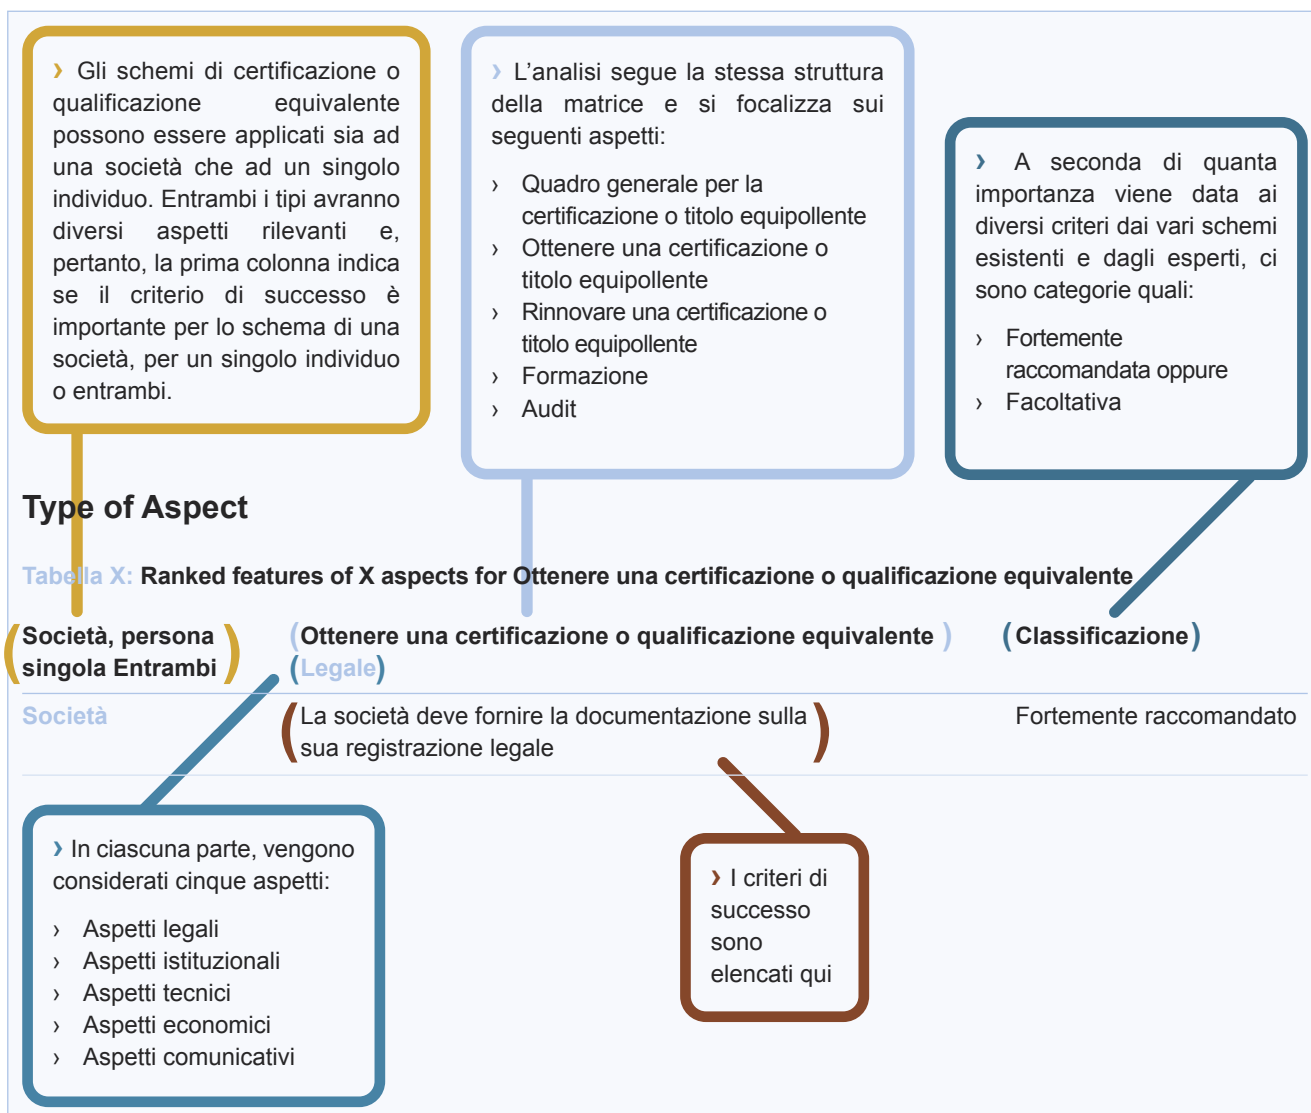 › Gli schemi di certificazione o
qualificazione equivalente
possono essere applicati sia ad
una società che ad un singolo
individuo. Entrambi i tipi avranno
diversi aspetti rilevanti e,
pertanto, la prima colonna indica
se il criterio di successo è
importante per lo schema di una
società, per un singolo individuo
o entrambi.
› L’analisi segue la stessa struttura
della matrice e si focalizza sui
seguenti aspetti:
› Quadro generale per la
certificazione o titolo equipollente
› Ottenere una certificazione o
titolo equipollente
› Rinnovare una certificazione o
titolo equipollente
› Formazione
› Audit
› A seconda di quanta
importanza viene data ai
diversi criteri dai vari schemi
esistenti e dagli esperti, ci
sono categorie quali:
› Fortemente
raccomandata oppure
› Facoltativa
Type of Aspect
Tabella X: Ranked features of X aspects for Ottenere una certificazione o qualificazione equivalente
(Società, persona
singola Entrambi)
(Ottenere una certificazione o qualificazione equivalente )
(Legale)
(Classificazione)
Società
(La società deve fornire la documentazione sulla
sua registrazione legale)
Fortemente raccomandato
› In ciascuna parte, vengono
considerati cinque aspetti:
› Aspetti legali
› Aspetti istituzionali
› Aspetti tecnici
› Aspetti economici
› Aspetti comunicativi
› I criteri di
successo
sono
elencati qui